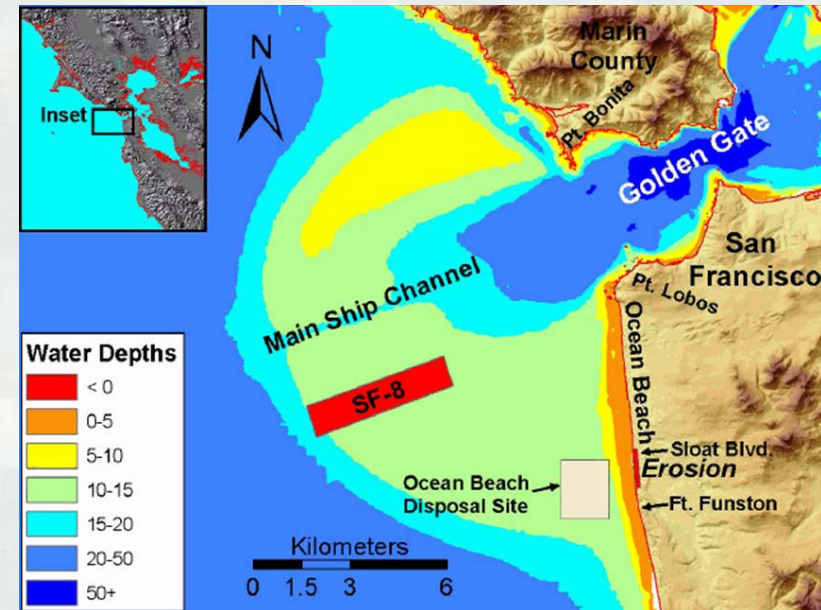 Inset
N
Marin
County
Pt. Bonita
Golden Gate
San
Francisco
Pt. Lobos
Main Ship Channel
Ocean Beach
SF-8
Sloat Blvd.
Erosion
Ocean Beach
Disposal Site
Ft. Funston
Water Depths
< 0
0-5
5-10
10-15
15-20
20-50
50+
Kilometers
0 1.5 3 6